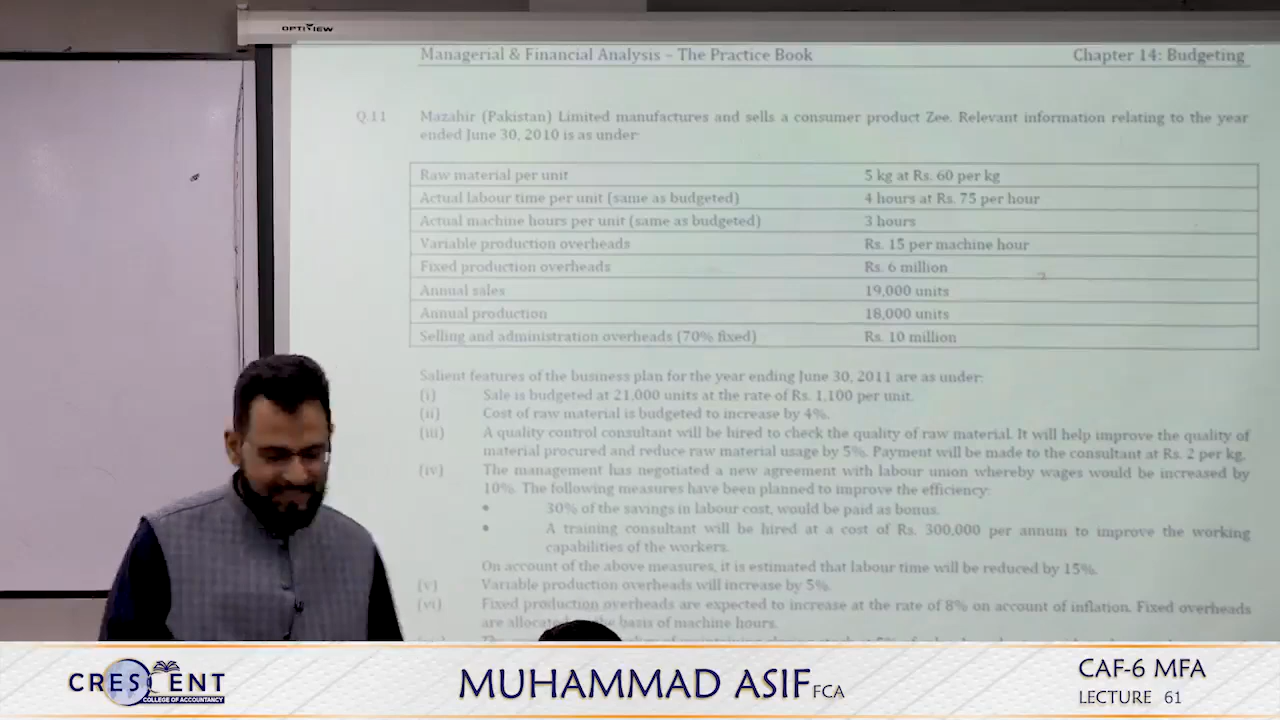 OPTIVIEW
Managerial & Financial Analysis – The Practice Book Chapter 14: Budgeting
Q.11 Mazahir (Pakistan) Limited manufactures and sells a consumer product Zee. Relevant information relating to the year
ended June 30, 2010 is as under:
Raw material per unit 5 kg at Rs. 60 per kg
Actual labour time per unit (same as budgeted) 4 hours at Rs. 75 per hour
Actual machine hours per unit (same as budgeted) 3 hours
Variable production overheads Rs. 15 per machine hour
Fixed production overheads Rs. 6 million
Annual sales 19,000 units
Annual production 18,000 units
Selling and administration overheads (70% fixed) Rs. 10 million
Salient features of the business plan for the year ending June 30, 2011 are as under:
(i) Sale is budgeted at 21,000 units at the rate of Rs. 1,100 per unit.
(ii) Cost of raw material is budgeted to increase by 4%.
(iii) A quality control consultant will be hired to check the quality of raw material. It will help improve the quality of
material procured and reduce raw material usage by 5%. Payment will be made to the consultant at Rs. 2 per kg.
(iv) The management has negotiated a new agreement with labour union whereby wages would be increased by
10%. The following measures have been planned to improve the efficiency:
• 30% of the savings in labour cost, would be paid as bonus.
• A training consultant will be hired at a cost of Rs. 300,000 per annum to improve the working
capabilities of the workers.
On account of the above measures, it is estimated that labour time will be reduced by 15%.
(v) Variable production overheads will increase by 5%.
(vi) Fixed production overheads are expected to increase at the rate of 8% on account of inflation. Fixed overheads
are allocated the basis of machine hours.
CRESCENT
COLLEGE OF ACCOUNTANCY
MUHAMMAD ASIF FCA
CAF-6 MFA
LECTURE 61